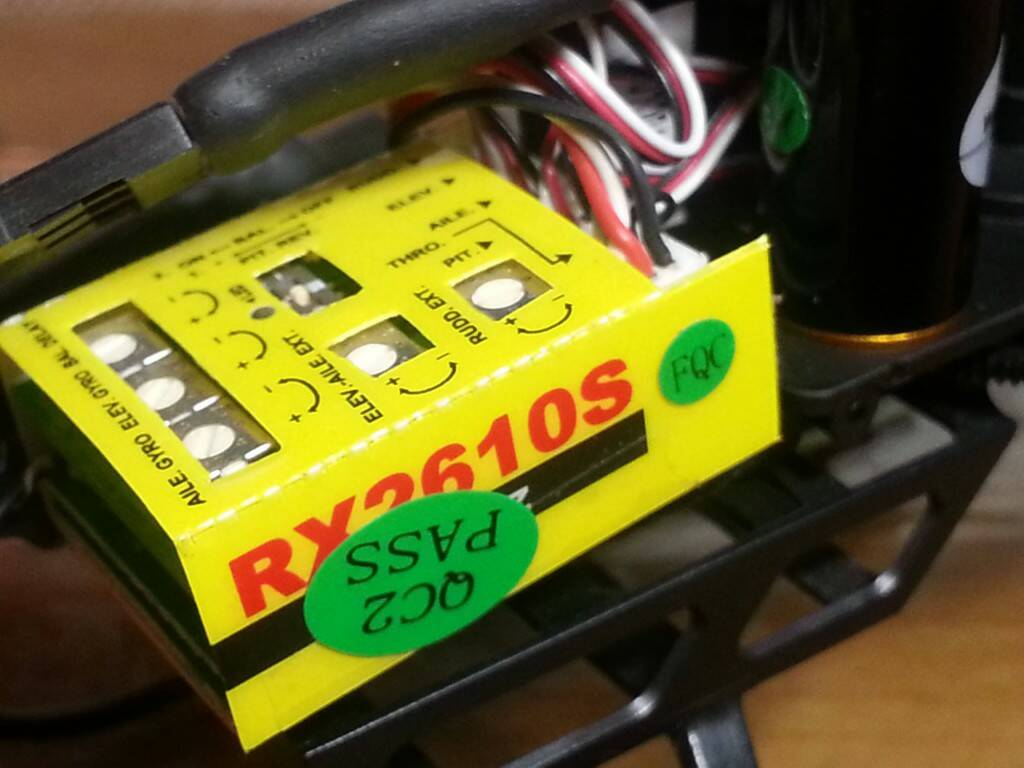 ELEV.
AILE.
THRO.
PIT.
RUDD. EXT.
ELEV.-AILE EXT.
AILE. GYRO ELEV. GYRO BAL. DELAY
RX2610S
FQC
QC2
PASS